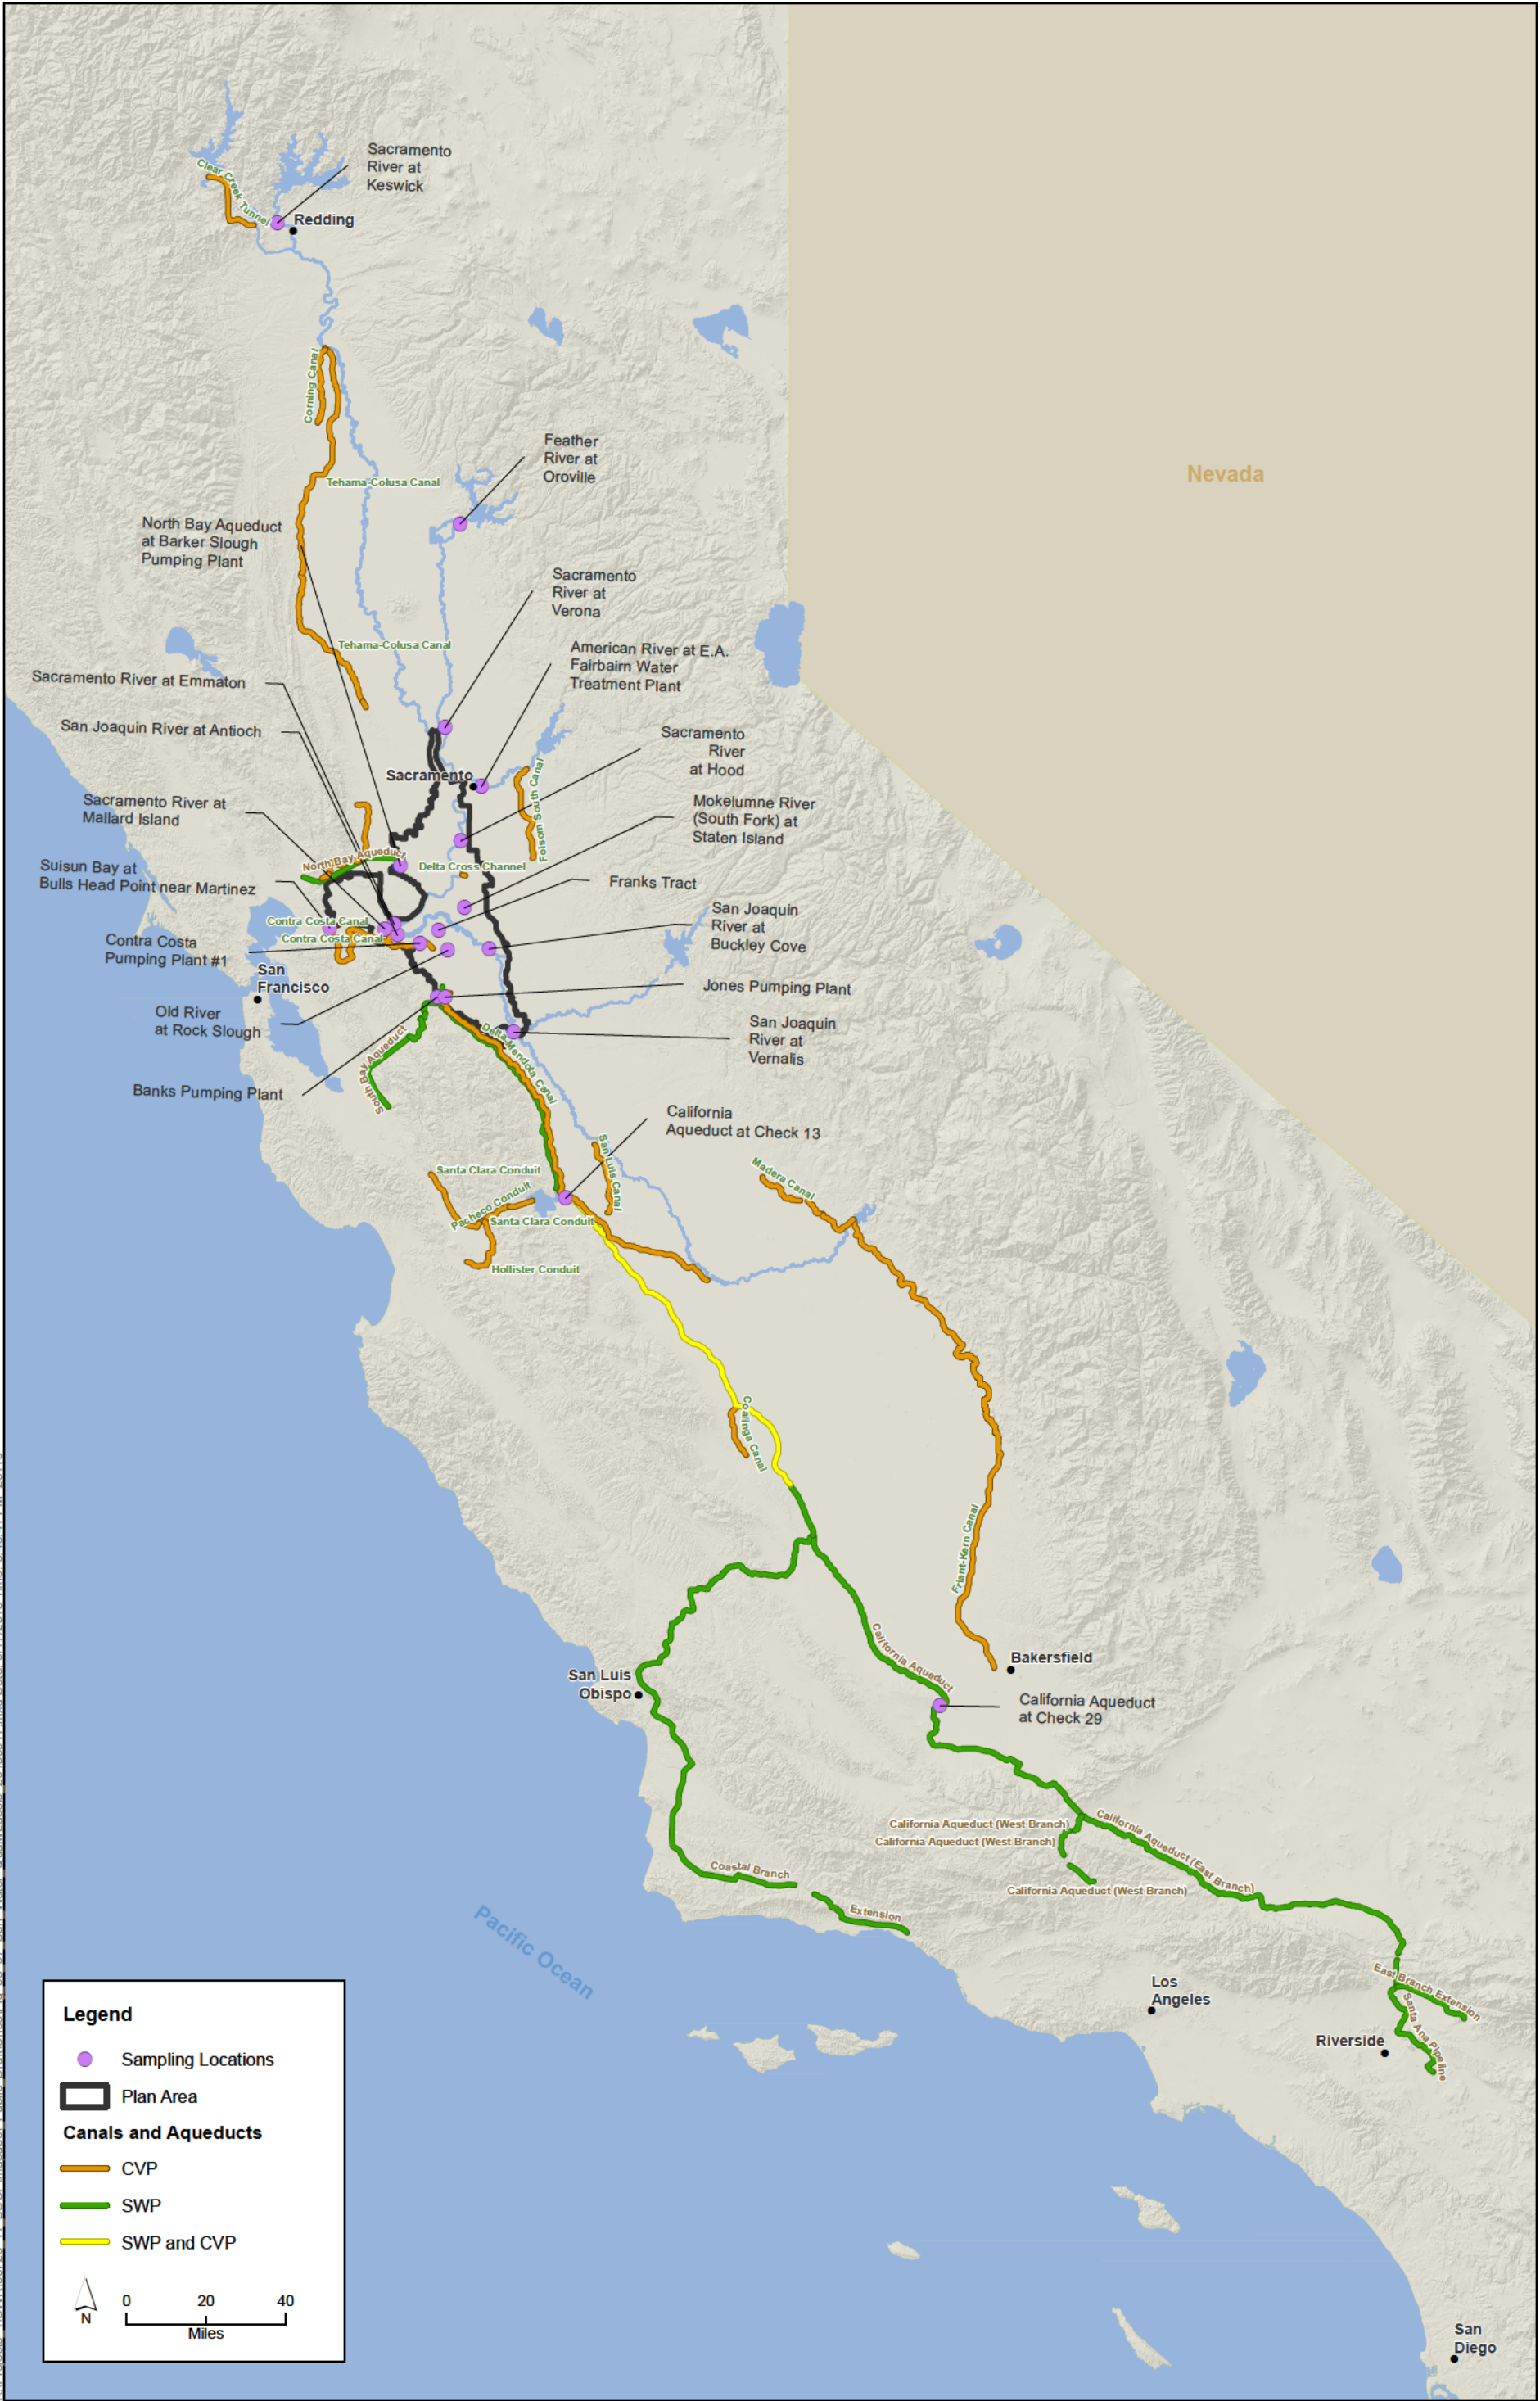 Sacramento
River at
Keswick
Clear Creek Tunnel
Redding
Corning Canal
Feather
River at
Oroville
Nevada
Tehama-Colusa Canal
North Bay Aqueduct
at Barker Slough
Pumping Plant
Sacramento
River at
Verona
Tehama-Colusa Canal
American River at E.A.
Fairbairn Water
Treatment Plant
Sacramento River at Emmaton
San Joaquin River at Antioch
Sacramento
River
at Hood
Sacramento
Folsom South Canal
Sacramento River at
Mallard Island
Mokelumne River
(South Fork) at
Staten Island
North Bay Aqueduct
Delta Cross Channel
Suisun Bay at
Bulls Head Point near Martinez
Franks Tract
Contra Costa Canal
San Joaquin
River at
Buckley Cove
Contra Costa Canal
Contra Costa
Pumping Plant #1
San
Francisco
Jones Pumping Plant
Old River
at Rock Slough
San Joaquin
River at
Vernalis
South Bay Aqueduct
Delta-Mendota Canal
Banks Pumping Plant
California
Aqueduct at Check 13
San Luis Canal
Santa Clara Conduit
Madera Canal
Pacheco Conduit
Santa Clara Conduit
Hollister Conduit
Coalinga Canal
Friant-Kern Canal
California Aqueduct
Bakersfield
San Luis
Obispo
California Aqueduct
at Check 29
California Aqueduct (West Branch)
California Aqueduct (West Branch)
California Aqueduct (East Branch)
Coastal Branch
California Aqueduct (West Branch)
Extension
Pacific Ocean
East Branch Extension
Los
Angeles
Santa Ana Pipeline
Riverside
Legend
Sampling Locations
Plan Area
Canals and Aqueducts
CVP
SWP
SWP and CVP
N
0 20 40
Miles
San
Diego